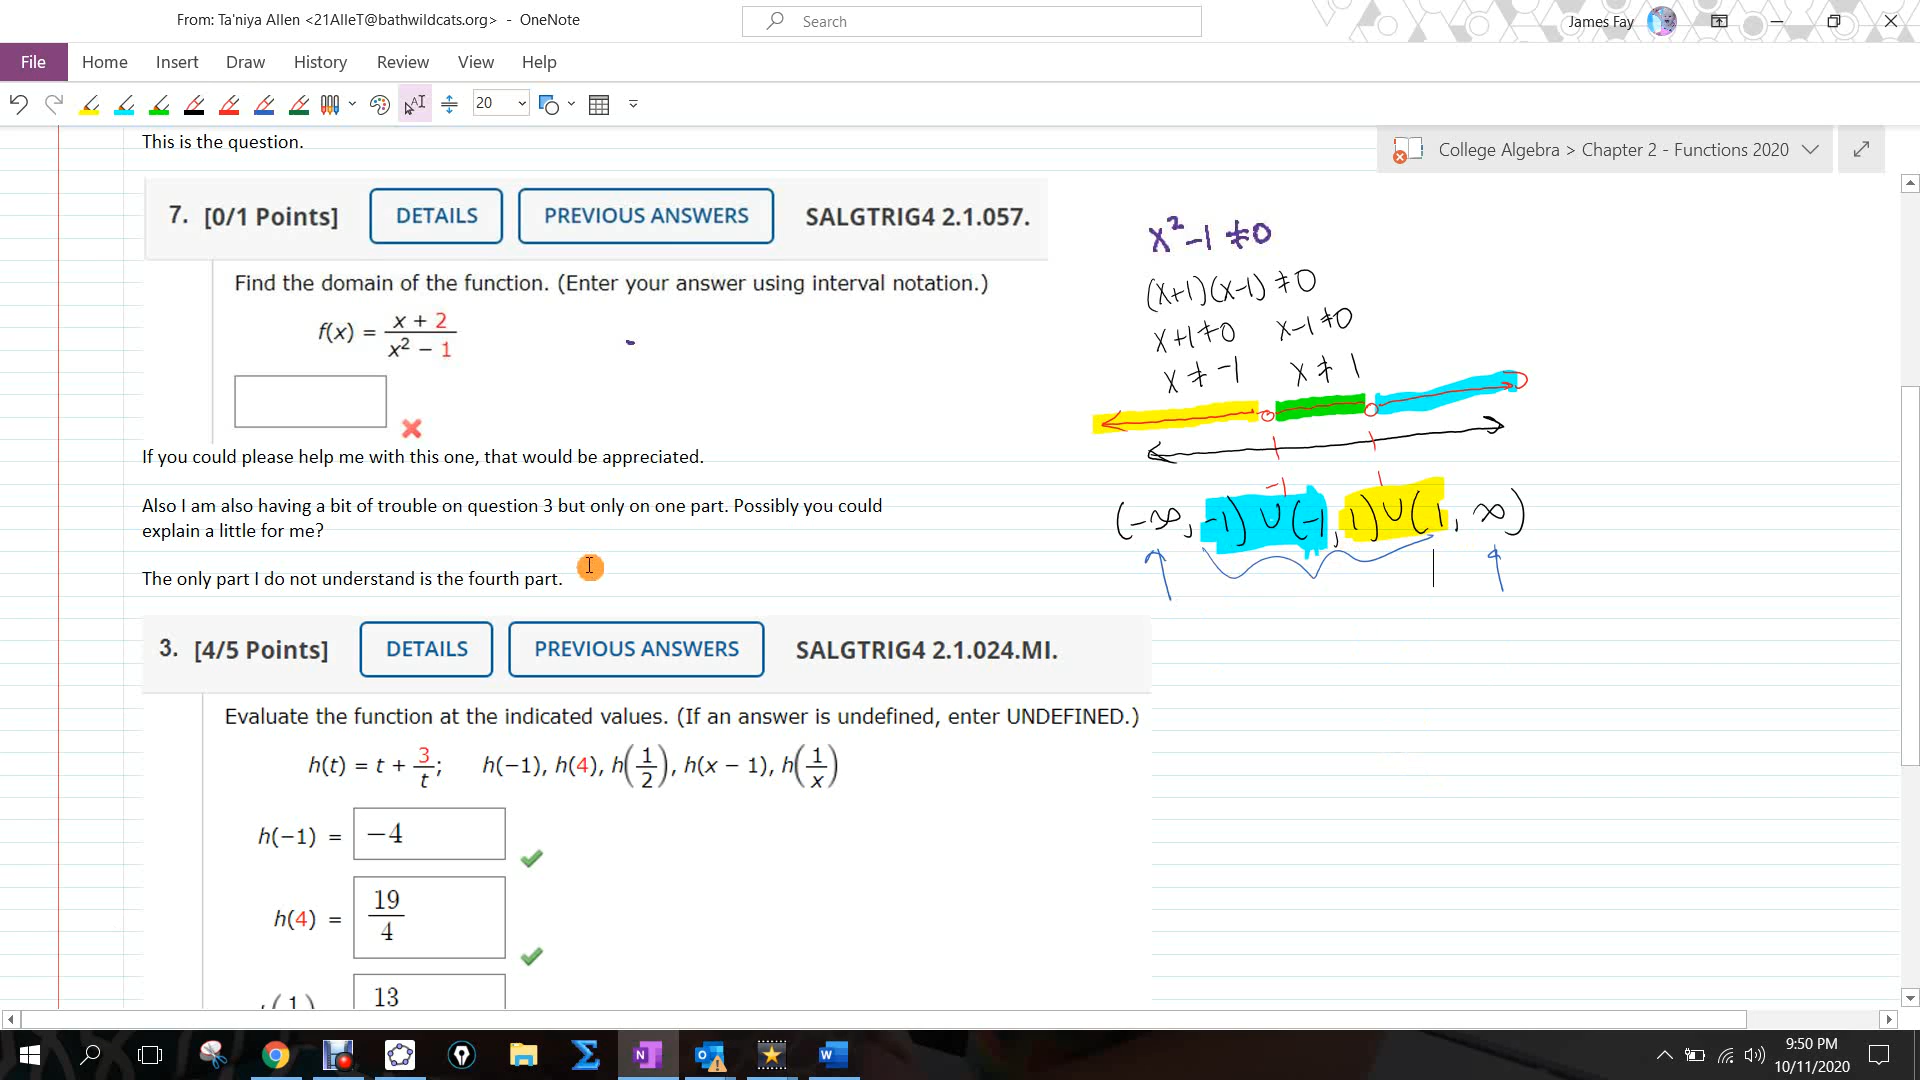 From: Ta'niya Allen <21AlleT@bathwildcats.org> - OneNote
Search
James Fay
File Home Insert Draw History Review View Help
20
This is the question.
College Algebra > Chapter 2 - Functions 2020
7. [0/1 Points] DETAILS PREVIOUS ANSWERS SALGTRIG4 2.1.057.
Find the domain of the function. (Enter your answer using interval notation.)
f(x) = (x + 2)/(x² − 1)
x² -1 ≠0
(x+1)(x-1) ≠0
x+1≠0 x-1≠0
x ≠ -1 x ≠ 1
-1 1
(-∞, -1) ∪ (-1, 1) ∪ (1, ∞)
If you could please help me with this one, that would be appreciated.
Also I am also having a bit of trouble on question 3 but only on one part. Possibly you could
explain a little for me?
The only part I do not understand is the fourth part.
3. [4/5 Points] DETAILS PREVIOUS ANSWERS SALGTRIG4 2.1.024.MI.
Evaluate the function at the indicated values. (If an answer is undefined, enter UNDEFINED.)
h(t) = t + 3/t; h(−1), h(4), h(1/2), h(x − 1), h(1/x)
h(−1) = −4
h(4) = 19/4
13
9:50 PM
10/11/2020